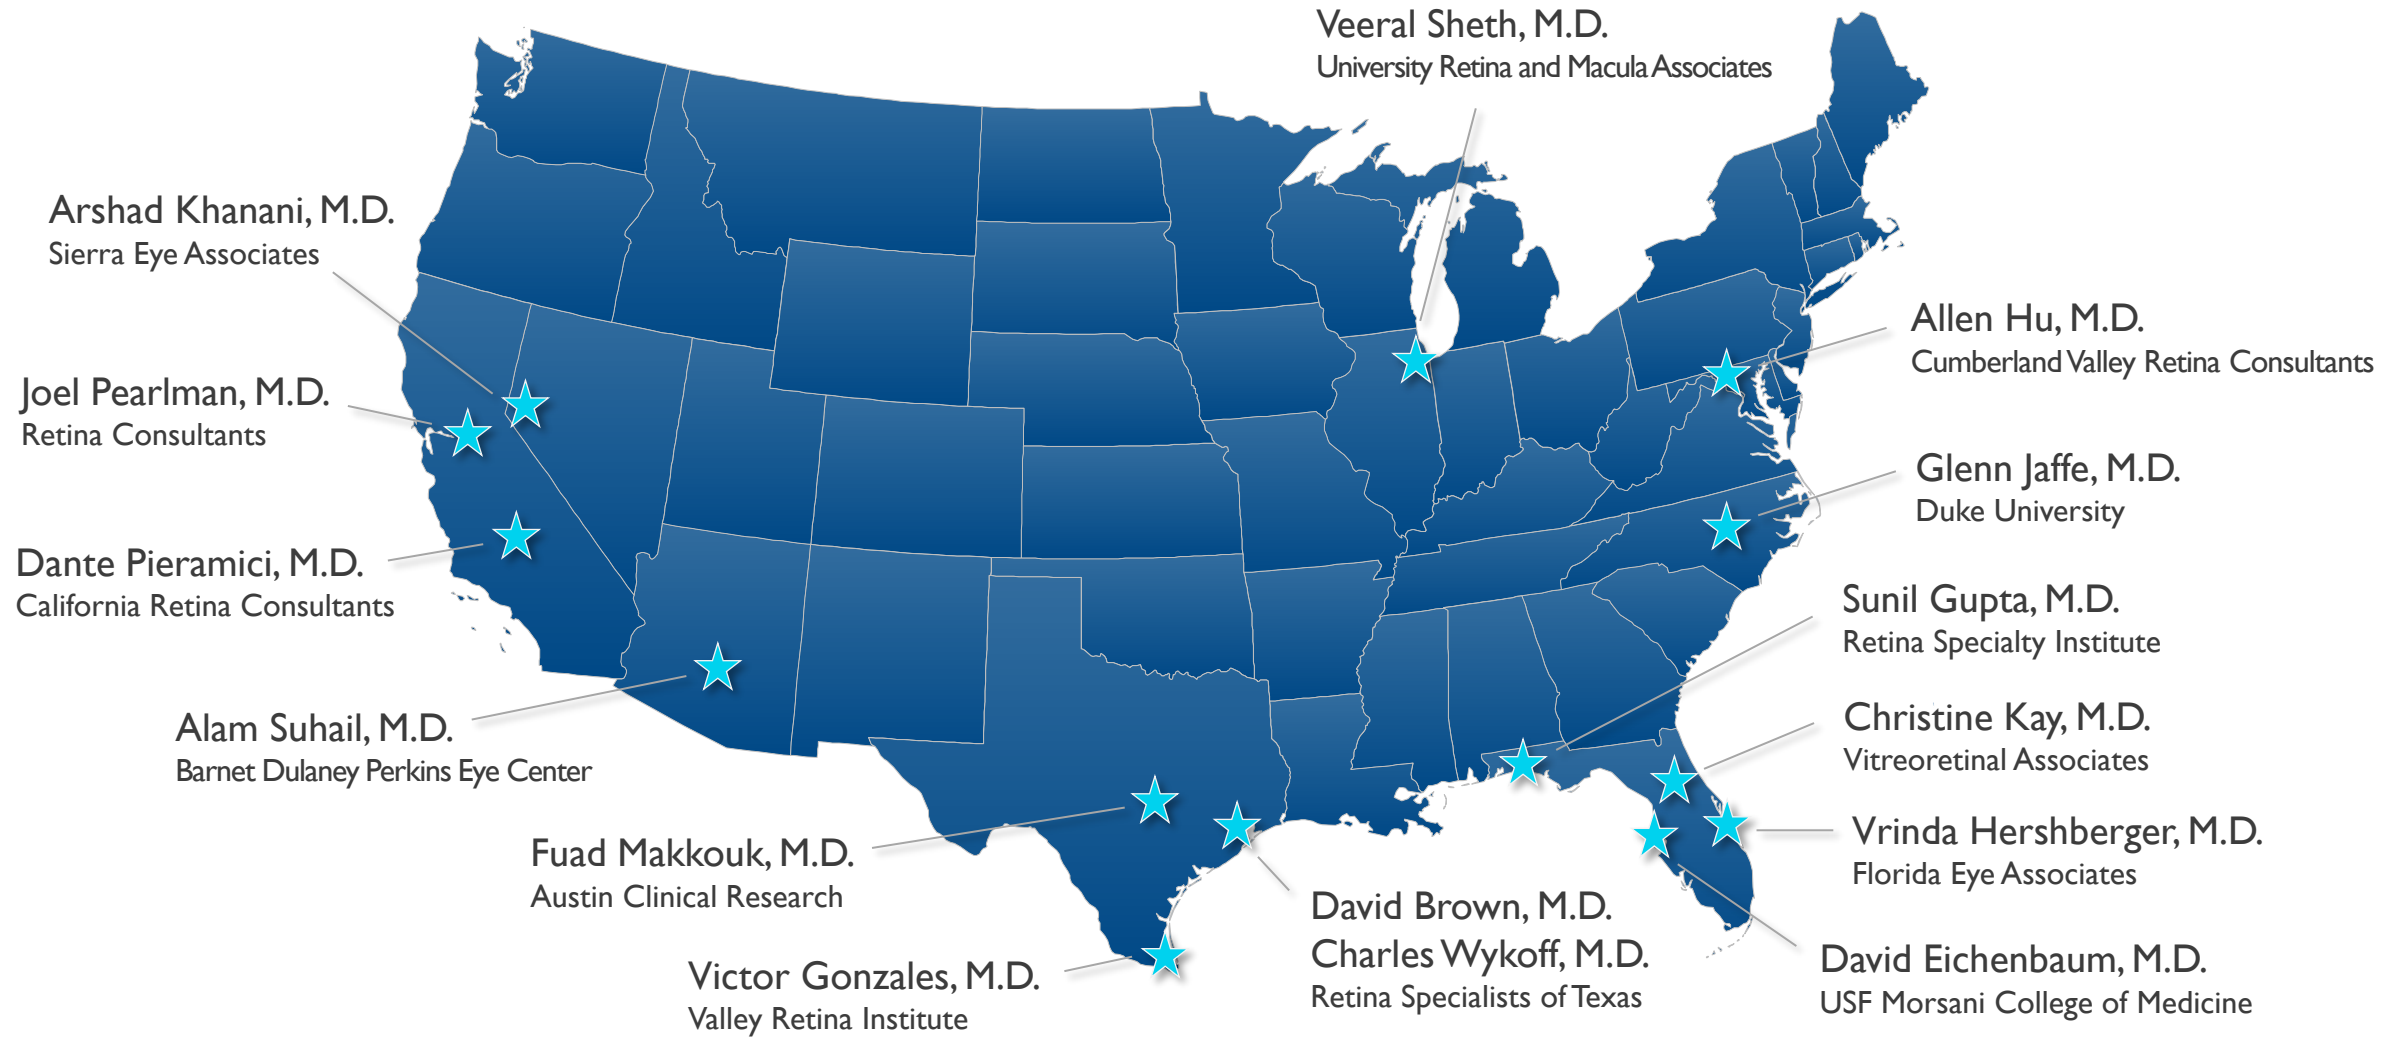 Veeral Sheth, M.D.
University Retina and Macula Associates
Arshad Khanani, M.D.
Sierra Eye Associates
Joel Pearlman, M.D.
Retina Consultants
Dante Pieramici, M.D.
California Retina Consultants
Alam Suhail, M.D.
Barnet Dulaney Perkins Eye Center
Fuad Makkouk, M.D.
Austin Clinical Research
Victor Gonzales, M.D.
Valley Retina Institute
David Brown, M.D.
Charles Wykoff, M.D.
Retina Specialists of Texas
Allen Hu, M.D.
Cumberland Valley Retina Consultants
Glenn Jaffe, M.D.
Duke University
Sunil Gupta, M.D.
Retina Specialty Institute
Christine Kay, M.D.
Vitreoretinal Associates
Vrinda Hershberger, M.D.
Florida Eye Associates
David Eichenbaum, M.D.
USF Morsani College of Medicine